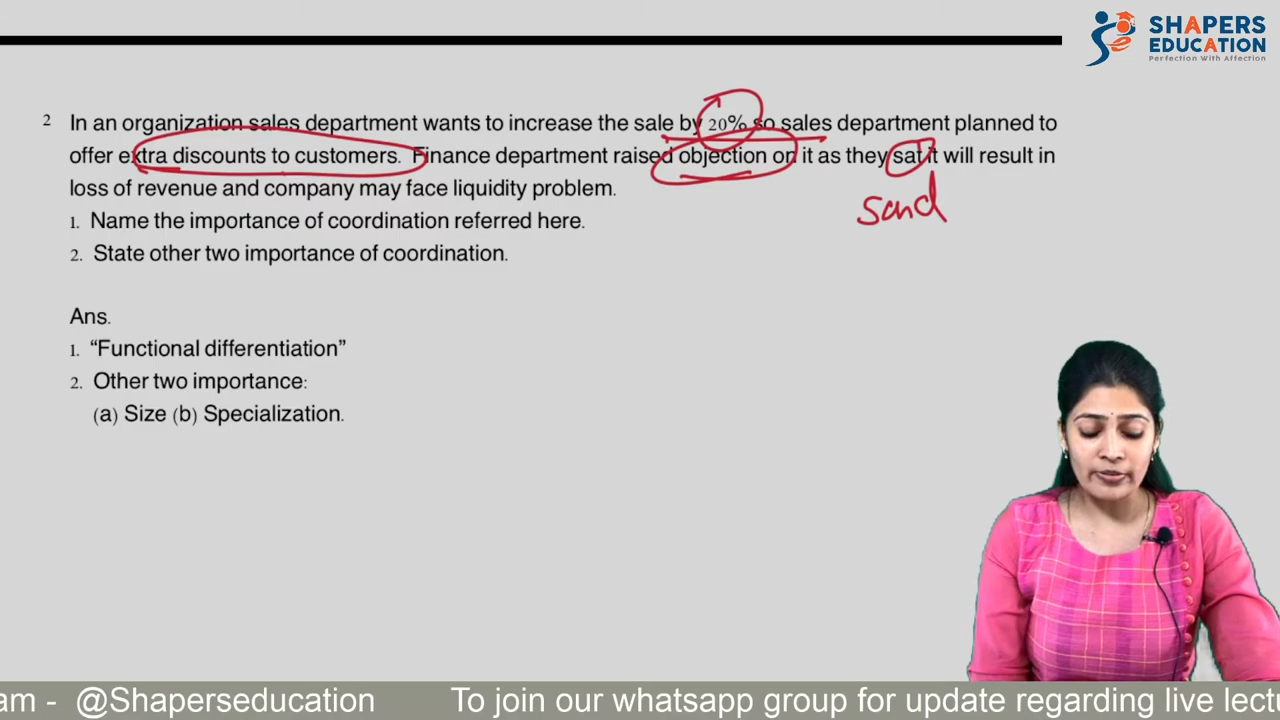 SHAPERS
EDUCATION
Perfection With Affection
2 In an organization sales department wants to increase the sale by 20% so sales department planned to
offer extra discounts to customers. Finance department raised objection on it as they sat it will result in
loss of revenue and company may face liquidity problem.
said
1. Name the importance of coordination referred here.
2. State other two importance of coordination.
Ans.
1. “Functional differentiation”
2. Other two importance:
(a) Size (b) Specialization.
am - @Shaperseducation To join our whatsapp group for update regarding live lectu